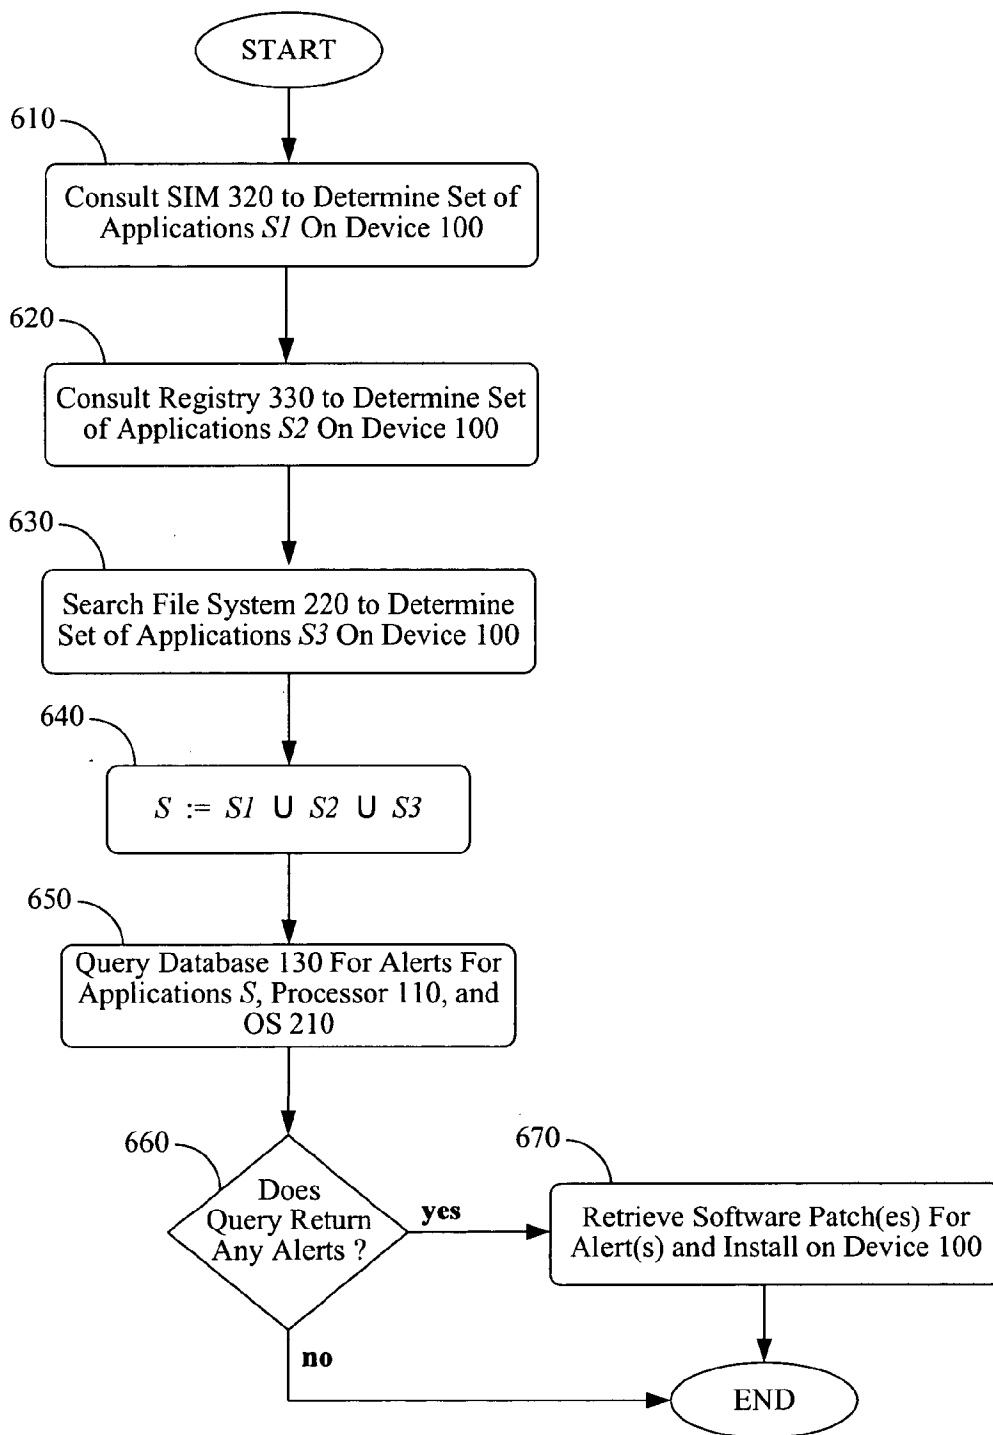 START
610
Consult SIM 320 to Determine Set of
Applications S1 On Device 100
620
Consult Registry 330 to Determine Set
of Applications S2 On Device 100
630
Search File System 220 to Determine
Set of Applications S3 On Device 100
640
S := S1 ∪ S2 ∪ S3
650
Query Database 130 For Alerts For
Applications S, Processor 110, and
OS 210
660
Does
Query Return
Any Alerts ?
yes
670
Retrieve Software Patch(es) For
Alert(s) and Install on Device 100
no
END